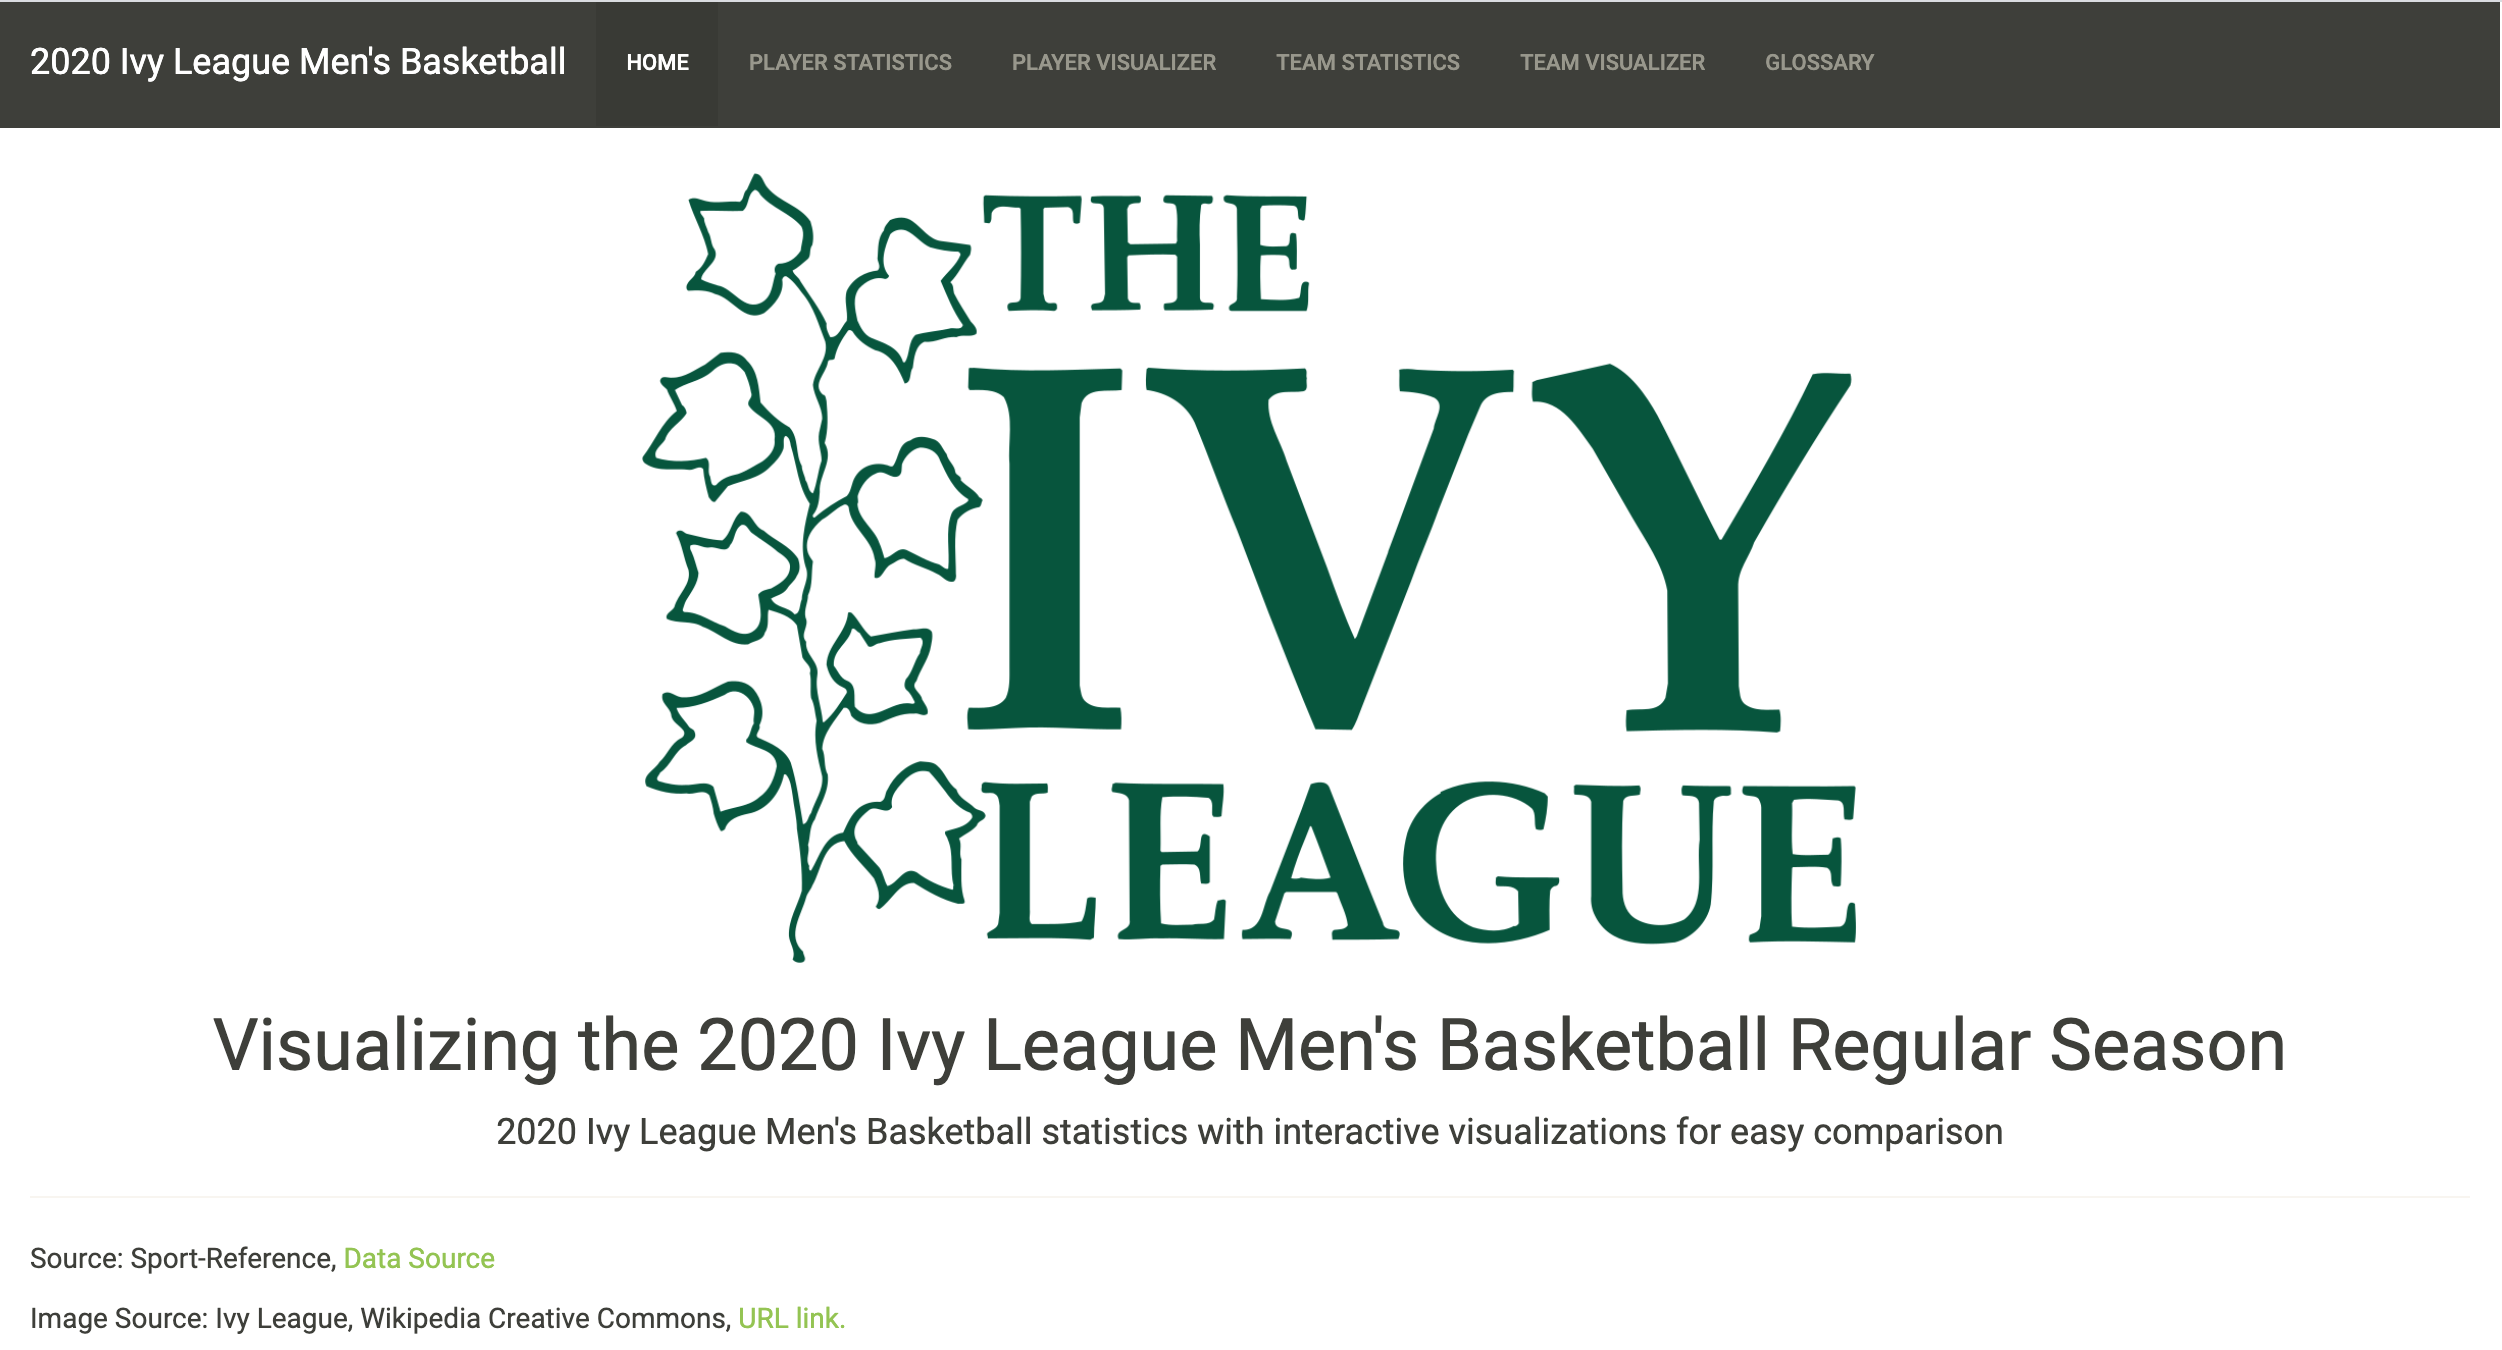 2020 Ivy League Men's Basketball HOME PLAYER STATISTICS PLAYER VISUALIZER TEAM STATISTICS TEAM VISUALIZER GLOSSARY
THE
IVY
LEAGUE
Visualizing the 2020 Ivy League Men's Basketball Regular Season
2020 Ivy League Men's Basketball statistics with interactive visualizations for easy comparison
Source: Sport-Reference, Data Source
Image Source: Ivy League, Wikipedia Creative Commons, URL link.